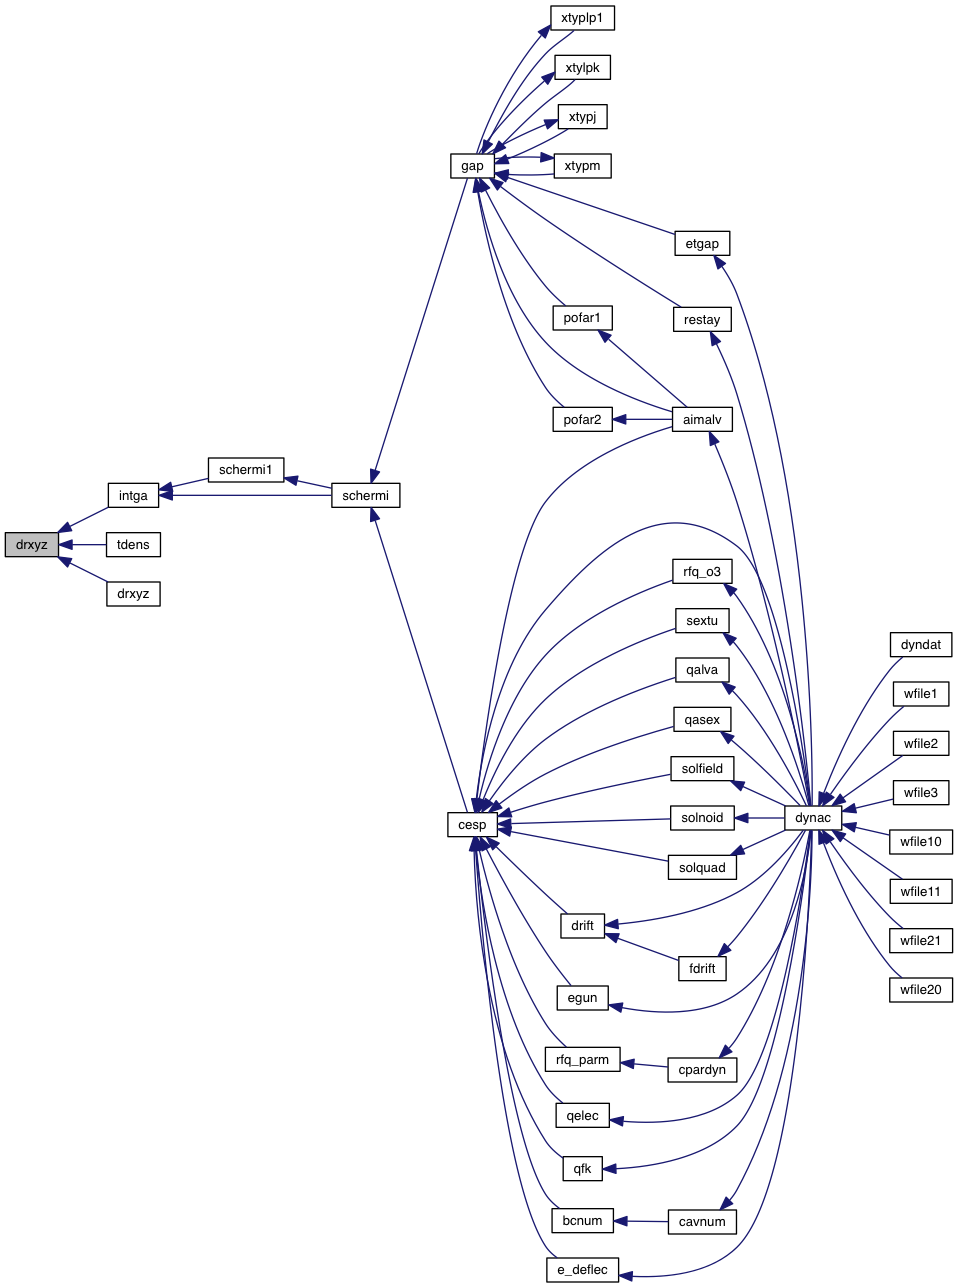 xtyplp1
xtylpk
xtypj
gap
xtypm
etgap
pofar1
restay
pofar2
aimalv
schermi1
intga
schermi
drxyz
tdens
drxyz
rfq_o3
sextu
dyndat
qalva
wfile1
qasex
wfile2
solfield
wfile3
cesp
solnoid
dynac
wfile10
solquad
wfile11
drift
wfile21
fdrift
egun
wfile20
rfq_parm
cpardyn
qelec
qfk
bcnum
cavnum
e_deflec